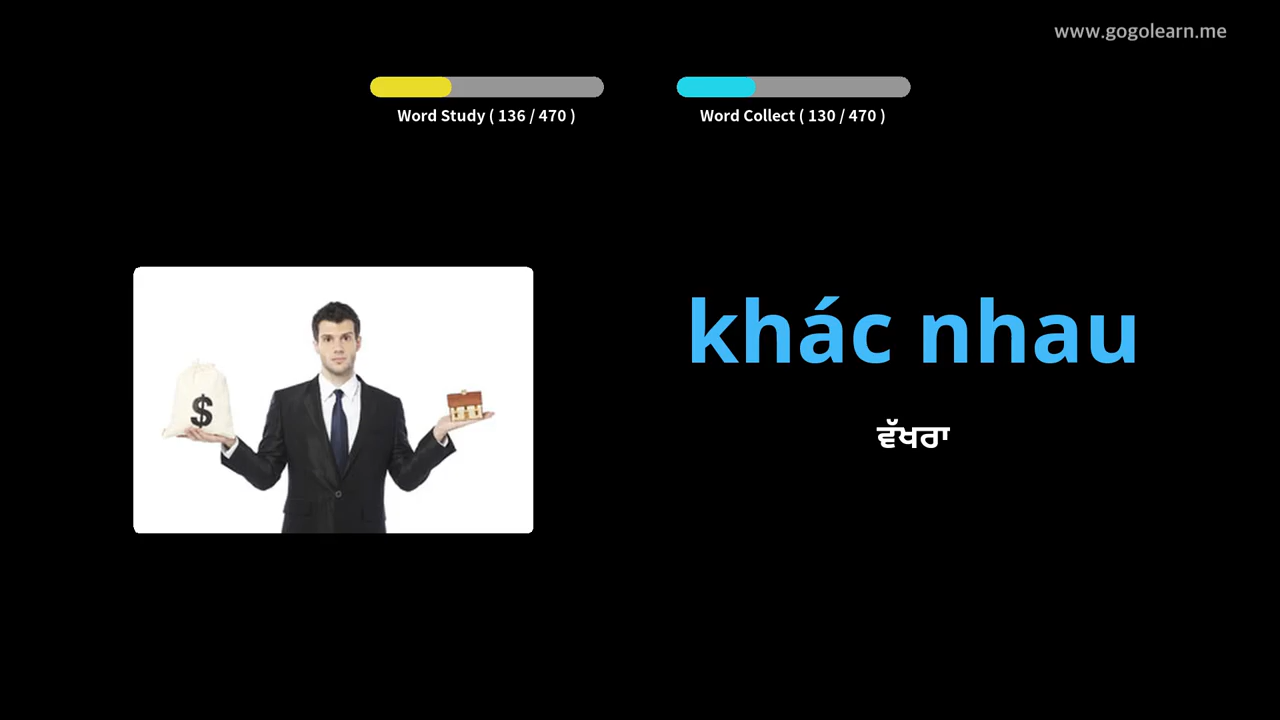 www.gogolearn.me
Word Study ( 136 / 470 )
Word Collect ( 130 / 470 )
$
khác nhau
ਵੱਖਰਾ